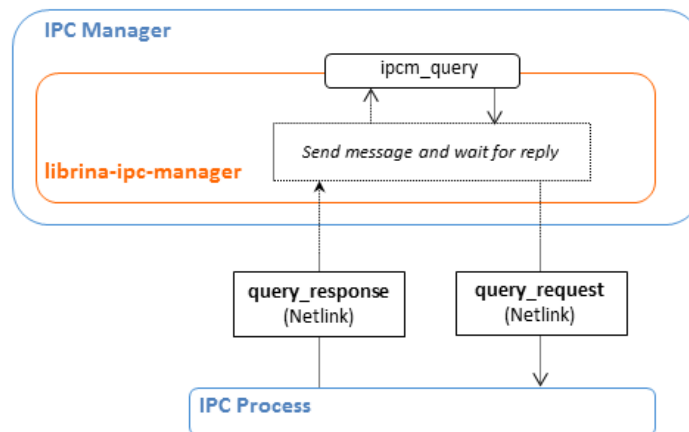 IPC Manager
ipcm_query
Send message and wait for reply
librina-ipc-manager
query_response
(Netlink)
query_request
(Netlink)
IPC Process